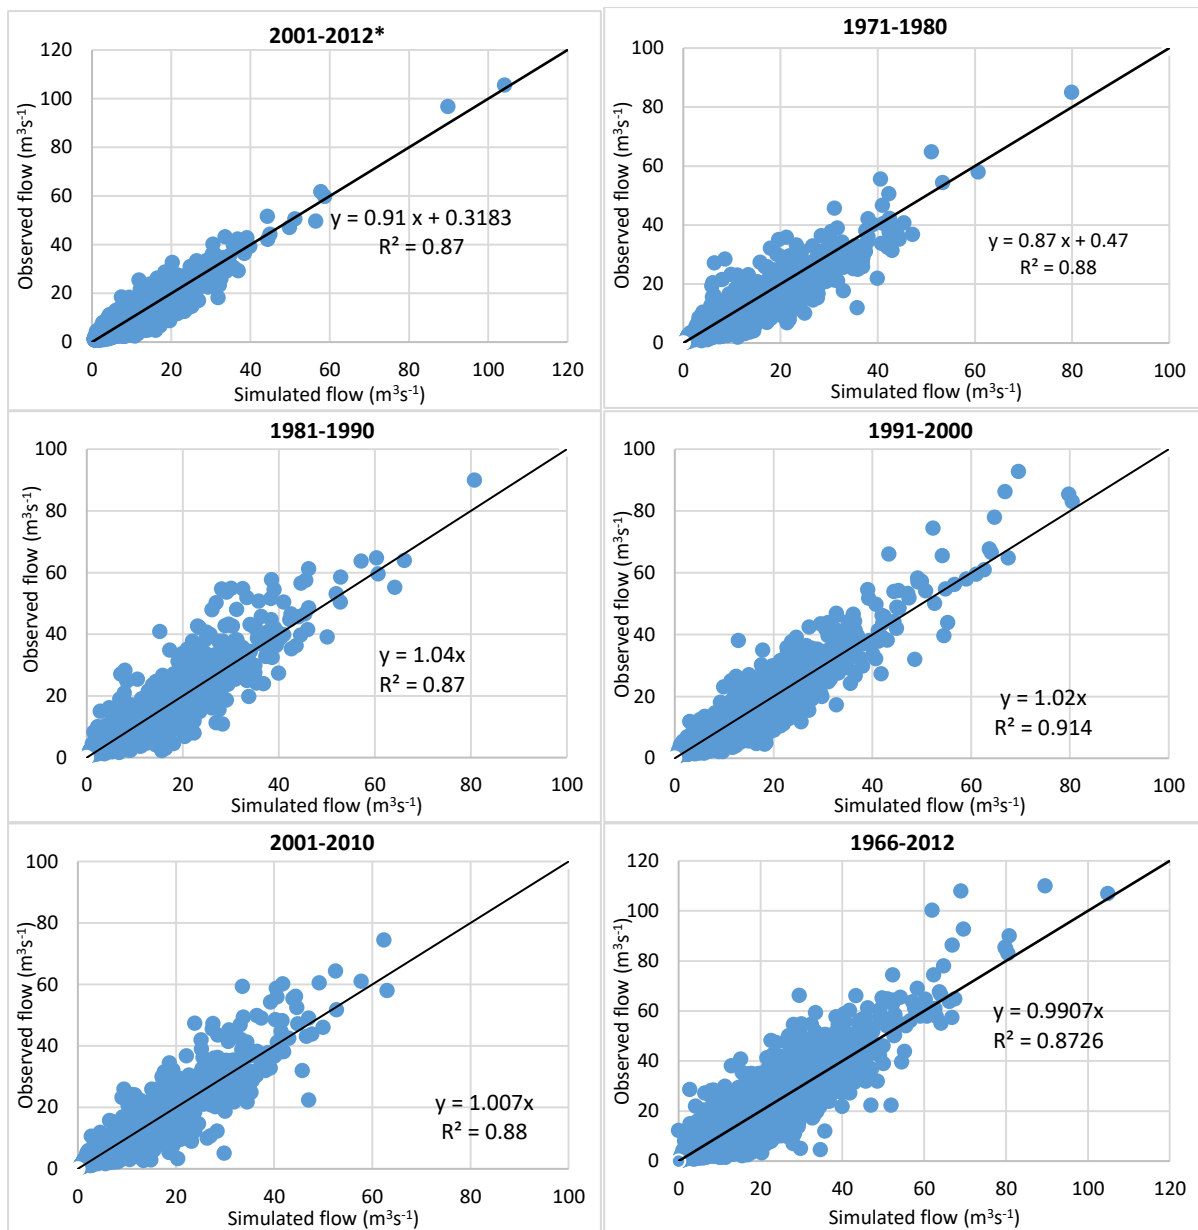 2001-2012*
120
100
80
60
40
20
0
Observed flow (m³s⁻¹)
y = 0.91 x + 0.3183
R² = 0.87
0 20 40 60 80 100 120
Simulated flow (m³s⁻¹)
1971-1980
100
80
60
40
20
0
Observed flow (m³s⁻¹)
y = 0.87 x + 0.47
R² = 0.88
0 20 40 60 80 100
Simulated flow (m³s⁻¹)
1981-1990
100
80
60
40
20
0
Observed flow (m³s⁻¹)
y = 1.04x
R² = 0.87
0 20 40 60 80 100
Simulated flow (m³s⁻¹)
1991-2000
100
80
60
40
20
0
Observed flow (m³s⁻¹)
y = 1.02x
R² = 0.914
0 20 40 60 80 100
Simulated flow (m³s⁻¹)
2001-2010
100
80
60
40
20
0
Observed flow (m³s⁻¹)
y = 1.007x
R² = 0.88
0 20 40 60 80 100
Simulated flow (m³s⁻¹)
1966-2012
120
100
80
60
40
20
0
Observed flow (m³s⁻¹)
y = 0.9907x
R² = 0.8726
0 20 40 60 80 100 120
Simulated flow (m³s⁻¹)